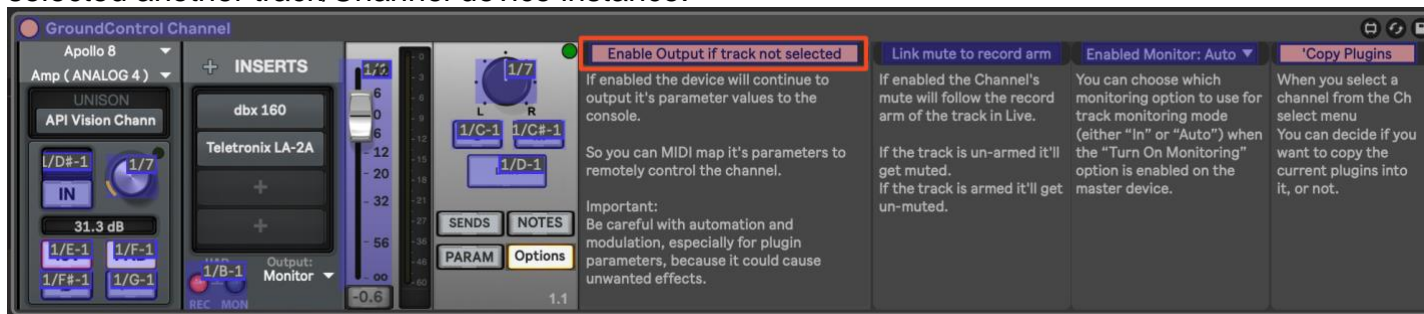 selected another track/Channel device instance.
GroundControl Channel
Apollo 8
Amp ( ANALOG 4 )
UNISON
API Vision Chann
1/D#-1
1/7
IN
31.3 dB
1/E-1
1/F-1
1/F#-1
1/G-1
+ INSERTS
dbx 160
Teletronix LA-2A
+
+
1/B-1
Output:
Monitor
REC MON
6
0
6
- 12
- 20
- 32
- 56
- oo
-0.6
0
- 3
- 6
- 9
- 12
- 15
- 18
- 21
- 27
- 36
- 46
- 60
1/7
L R
1/C-1 1/C#-1
1/D-1
SENDS NOTES
PARAM Options
1.1
Enable Output if track not selected
If enabled the device will continue to
output it's parameter values to the
console.
So you can MIDI map it's parameters to
remotely control the channel.
Important:
Be careful with automation and
modulation, especially for plugin
parameters, because it could cause
unwanted effects.
Link mute to record arm
If enabled the Channel's
mute will follow the record
arm of the track in Live.
If the track is un-armed it'll
get muted.
If the track is armed it'll get
un-muted.
Enabled Monitor: Auto ▼
You can choose which
monitoring option to use for
track monitoring mode
(either “In” or “Auto”) when
the “Turn On Monitoring”
option is enabled on the
master device.
'Copy Plugins
When you select a
channel from the Ch
select menu
You can decide if you
want to copy the
current plugins into
it, or not.